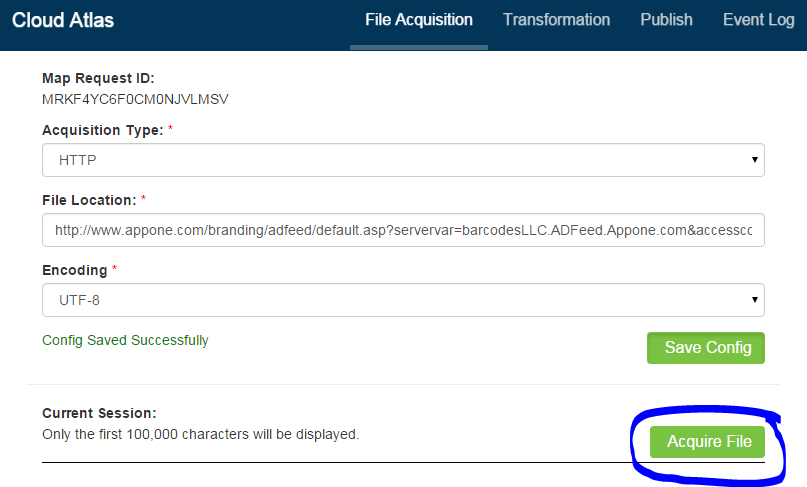 Cloud Atlas
File Acquisition Transformation Publish Event Log
Map Request ID:
MRKF4YC6F0CM0NJVLMSV
Acquisition Type: *
HTTP
File Location: *
http://www.appone.com/branding/adfeed/default.asp?servervar=barcodesLLC.ADFeed.Appone.com&accesscc
Encoding *
UTF-8
Config Saved Successfully
Save Config
Current Session:
Only the first 100,000 characters will be displayed.
Acquire File